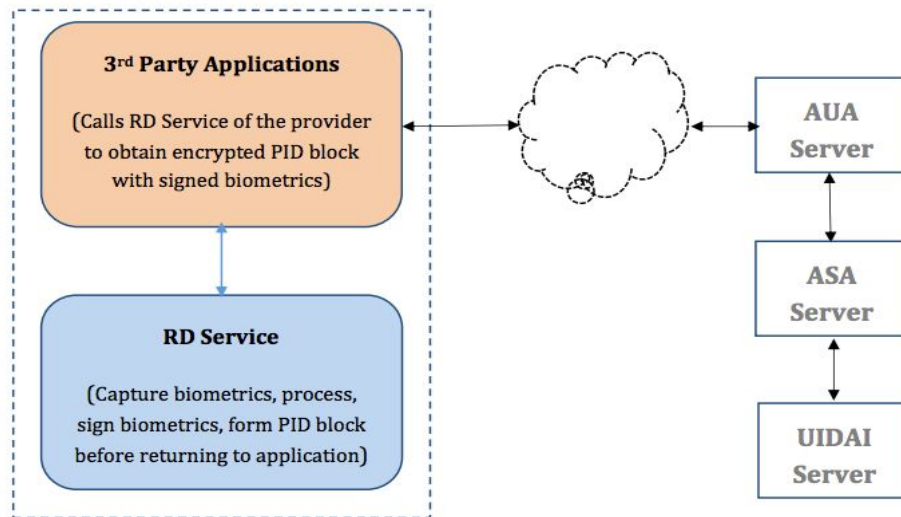 3rd Party Applications
(Calls RD Service of the provider
to obtain encrypted PID block
with signed biometrics)
RD Service
(Capture biometrics, process,
sign biometrics, form PID block
before returning to application)
AUA
Server
ASA
Server
UIDAI
Server